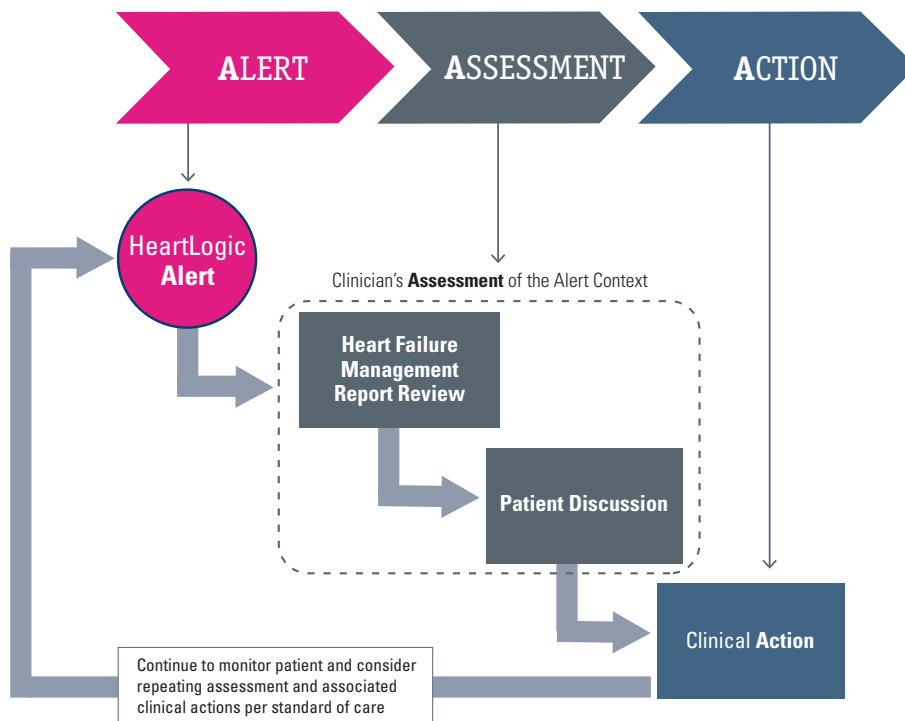 ALERT
ASSESSMENT
ACTION
HeartLogic
Alert
Clinician's Assessment of the Alert Context
Heart Failure
Management
Report Review
Patient Discussion
Clinical Action
Continue to monitor patient and consider
repeating assessment and associated
clinical actions per standard of care